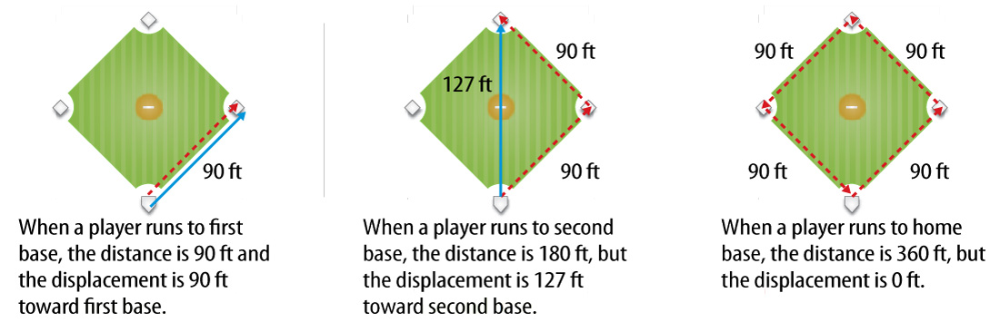 90 ft
When a player runs to first
base, the distance is 90 ft and
the displacement is 90 ft
toward first base.
90 ft
127 ft
90 ft
When a player runs to second
base, the distance is 180 ft, but
the displacement is 127 ft
toward second base.
90 ft
90 ft
90 ft
90 ft
When a player runs to home
base, the distance is 360 ft, but
the displacement is 0 ft.